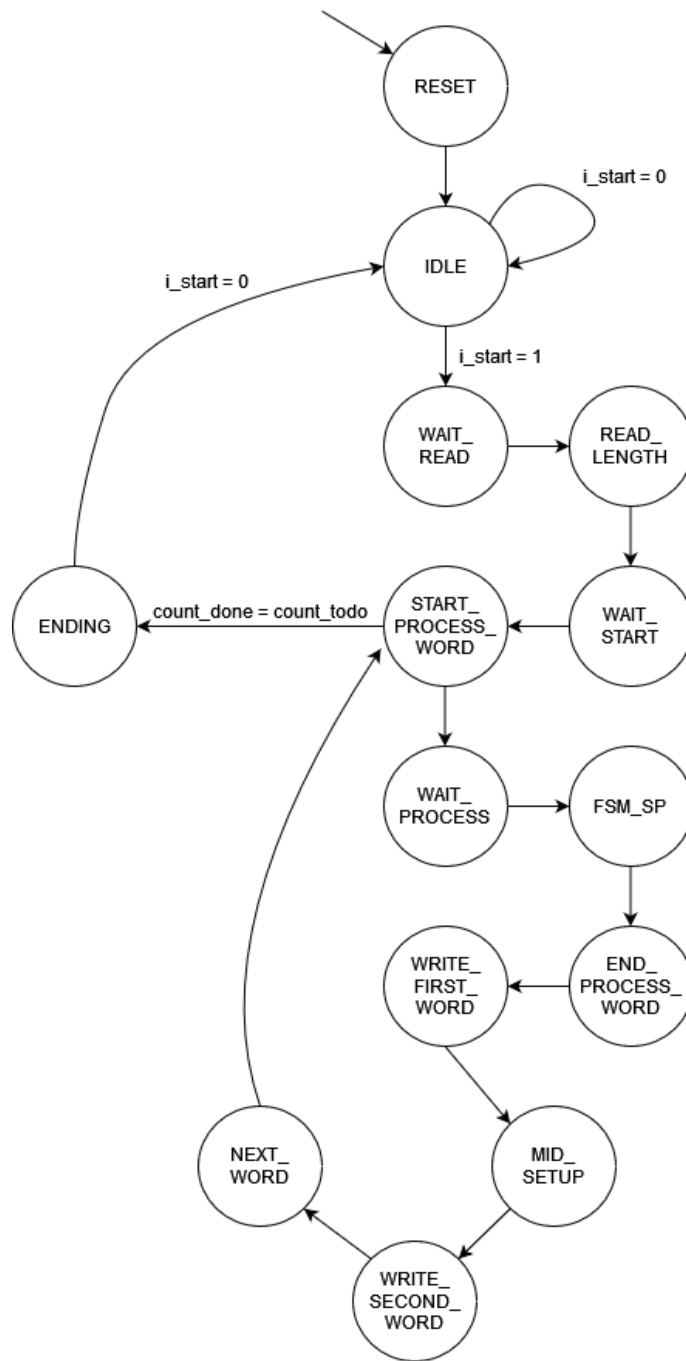 RESET
i_start = 0
IDLE
i_start = 0
i_start = 1
WAIT_
READ
READ_
LENGTH
ENDING
count_done = count_todo
START_
PROCESS_
WORD
WAIT_
START
WAIT_
PROCESS
FSM_SP
WRITE_
FIRST_
WORD
END_
PROCESS_
WORD
NEXT_
WORD
MID_
SETUP
WRITE_
SECOND_
WORD